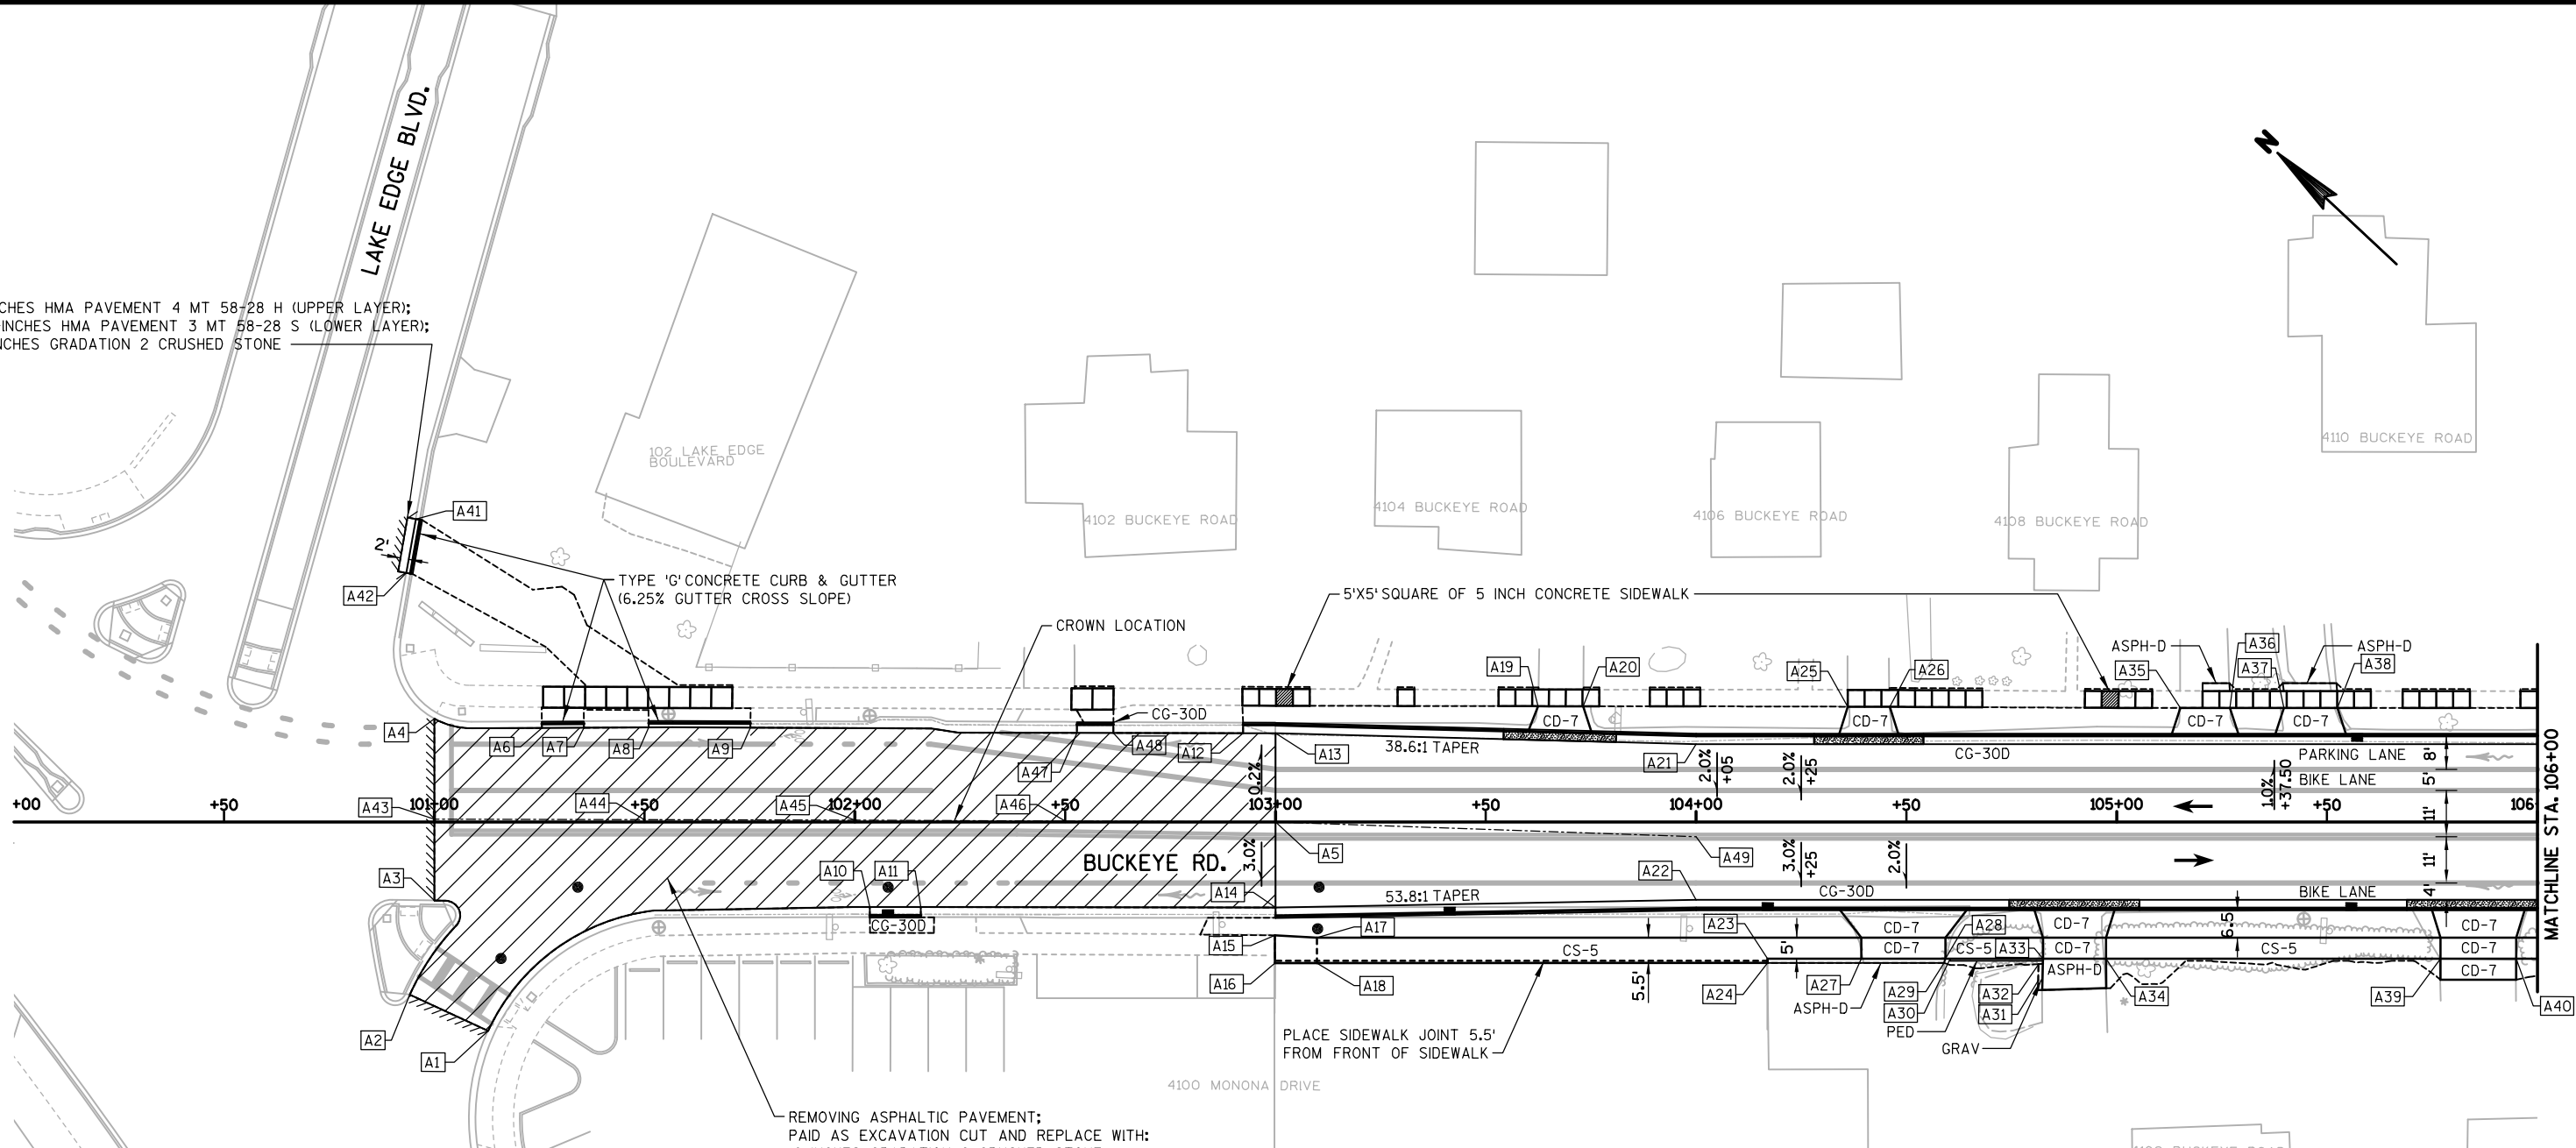 LAKE EDGE BLVD.
N
CHES HMA PAVEMENT 4 MT 58-28 H (UPPER LAYER);
INCHES HMA PAVEMENT 3 MT 58-28 S (LOWER LAYER);
NCHES GRADATION 2 CRUSHED STONE
102 LAKE EDGE
BOULEVARD
4102 BUCKEYE ROAD
4104 BUCKEYE ROAD
4106 BUCKEYE ROAD
4108 BUCKEYE ROAD
4110 BUCKEYE ROAD
A41
2'
A42
TYPE 'G' CONCRETE CURB & GUTTER
(6.25% GUTTER CROSS SLOPE)
5'X5' SQUARE OF 5 INCH CONCRETE SIDEWALK
CROWN LOCATION
ASPH-D
A36
ASPH-D
A19
A20
A25
A26
A35
A37
A38
CG-30D
CD-7
CD-7
CD-7
CD-7
A4
A6
A7
A8
A9
A48
A12
A13
38.6:1 TAPER
A21
CG-30D
PARKING LANE
8'
A47
0.2%
2.0%
+05
2.0%
+25
1.0%
+37.50
BIKE LANE
5'
+00
+50
A43
101+00
A44
+50
A45
102+00
A46
+50
103+00
+50
104+00
+50
105+00
+50
106
11'
MATCHLINE STA. 106+00
BUCKEYE RD.
3.0%
A5
A49
3.0%
+25
2.0%
11'
A3
A10
A11
A14
53.8:1 TAPER
A22
CG-30D
BIKE LANE
4'
CG-30D
A15
A17
A23
5'
CD-7
A28
CD-7
6.5'
CD-7
CS-5
CD-7
CS-5
A33
CD-7
CS-5
CD-7
A16
A18
5.5'
A24
A27
ASPH-D
A29
A32
ASPH-D
A34
A39
CD-7
A40
ASPH-D
A30
A31
PED
GRAV
A2
A1
PLACE SIDEWALK JOINT 5.5'
FROM FRONT OF SIDEWALK
4100 MONONA DRIVE
REMOVING ASPHALTIC PAVEMENT;
PAID AS EXCAVATION CUT AND REPLACE WITH: